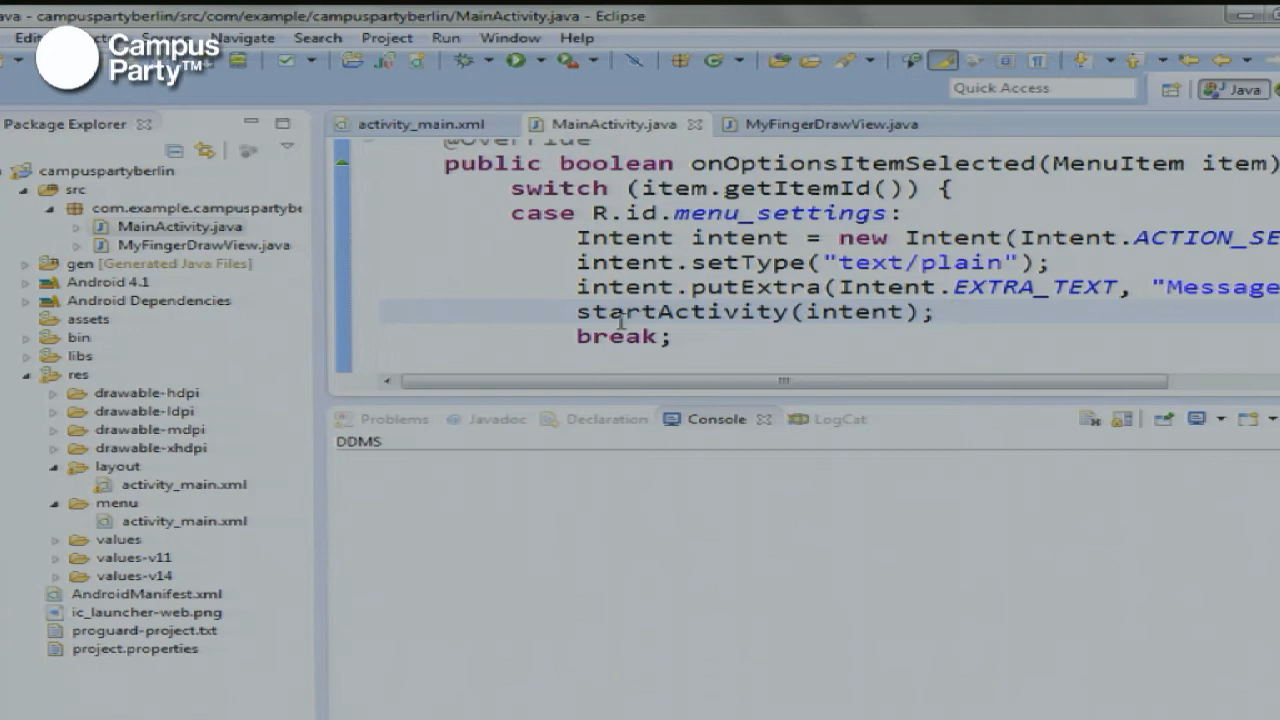 ava - campuspartyberlin/src/com/example/campuspartyberlin/MainActivity.java - Eclipse
Edit Navigate Search Project Run Window Help
Campus
Party™
Quick Access
Java
Package Explorer
activity_main.xml
MainActivity.java
MyFingerDrawView.java
campuspartyberlin
src
com.example.campuspartybe
MainActivity.java
MyFingerDrawView.java
gen [Generated Java Files]
Android 4.1
Android Dependencies
assets
bin
libs
res
drawable-hdpi
drawable-ldpi
drawable-mdpi
drawable-xhdpi
layout
activity_main.xml
menu
activity_main.xml
values
values-v11
values-v14
AndroidManifest.xml
ic_launcher-web.png
proguard-project.txt
project.properties
@Override
public boolean onOptionsItemSelected(MenuItem item)
switch (item.getItemId()) {
case R.id.menu_settings:
Intent intent = new Intent(Intent.ACTION_SE
intent.setType("text/plain");
intent.putExtra(Intent.EXTRA_TEXT, "Message
startActivity(intent);
break;
Problems
@ Javadoc
Declaration
Console
LogCat
DDMS